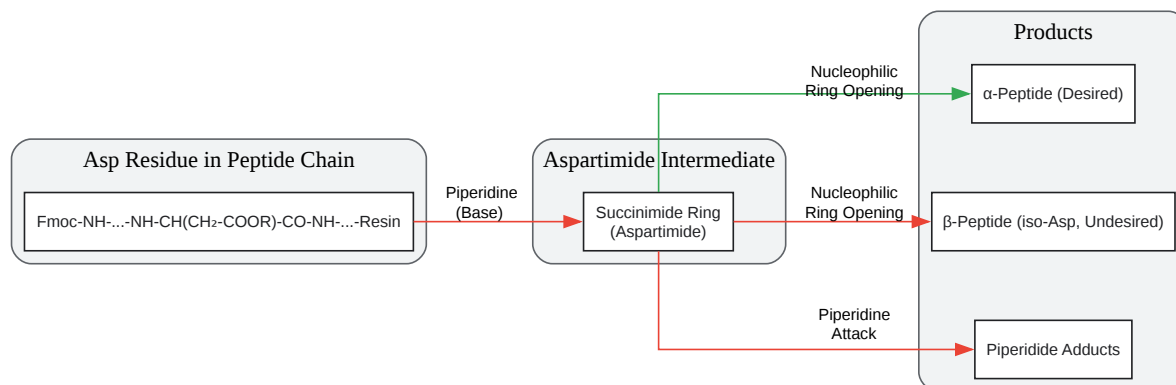 Products
Nucleophilic
Ring Opening
α-Peptide (Desired)
Asp Residue in Peptide Chain
Aspartimide Intermediate
Fmoc-NH-...-NH-CH(CH₂-COOR)-CO-NH-...-Resin
Piperidine
(Base)
Succinimide Ring
(Aspartimide)
Nucleophilic
Ring Opening
β-Peptide (iso-Asp, Undesired)
Piperidine
Attack
Piperidide Adducts